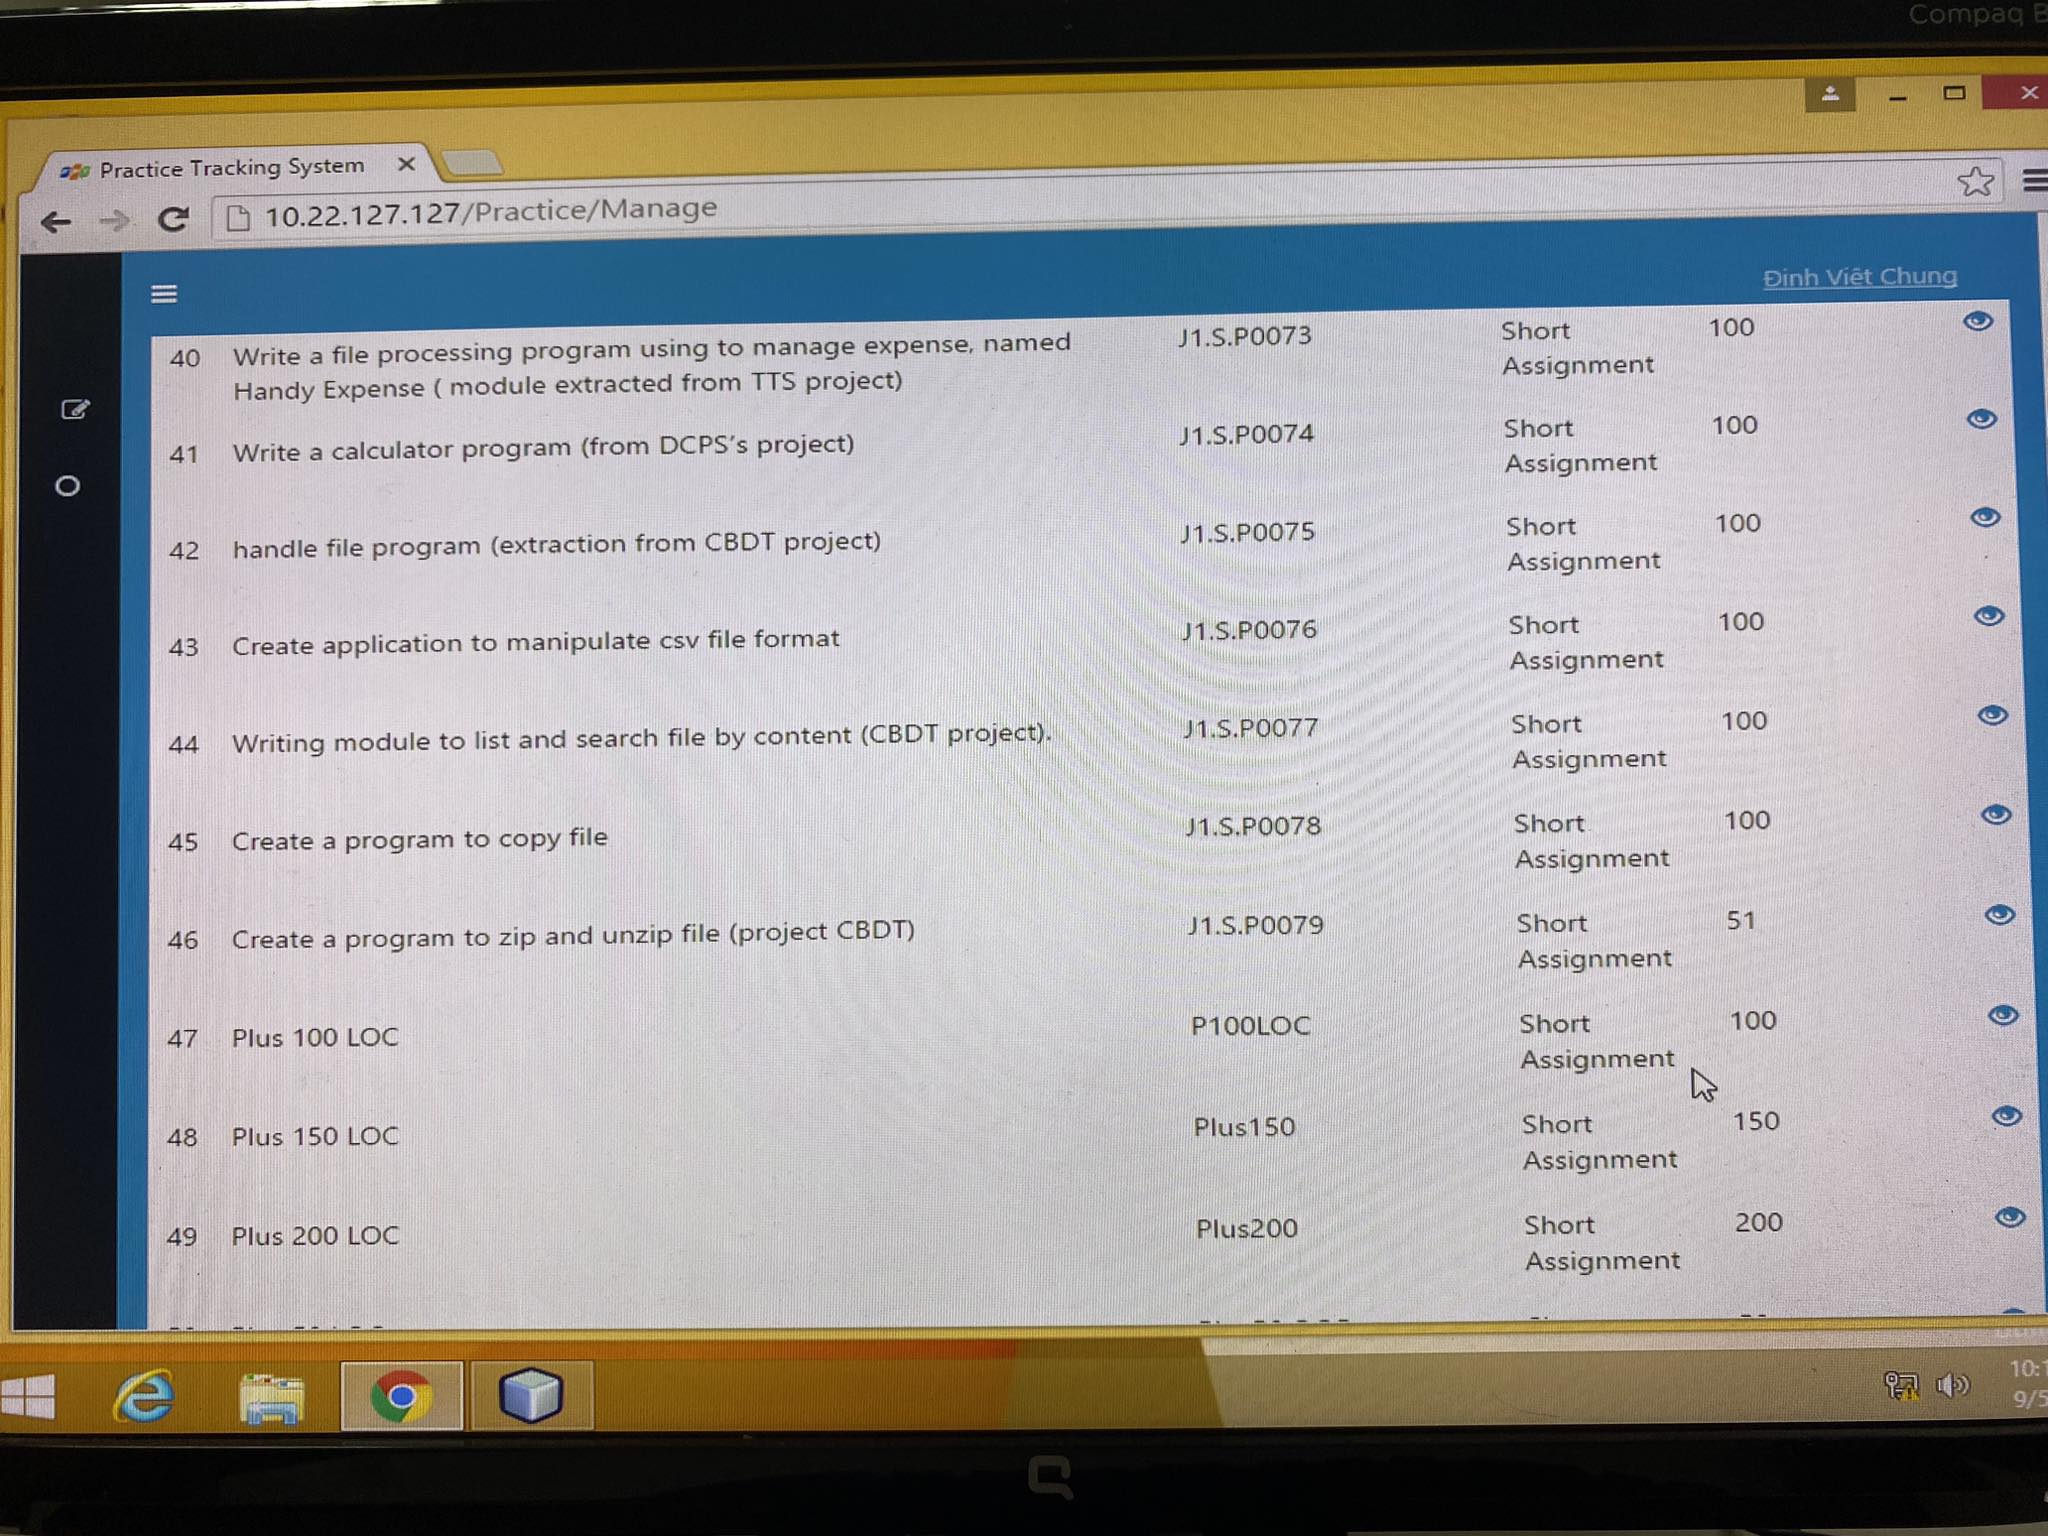 Compaq
Practice Tracking System
10.22.127.127/Practice/Manage
Đinh Việt Chung
40 Write a file processing program using to manage expense, named J1.S.P0073 Short 100
Handy Expense ( module extracted from TTS project) Assignment
41 Write a calculator program (from DCPS's project) J1.S.P0074 Short 100
Assignment
42 handle file program (extraction from CBDT project) J1.S.P0075 Short 100
Assignment
43 Create application to manipulate csv file format J1.S.P0076 Short 100
Assignment
44 Writing module to list and search file by content (CBDT project). J1.S.P0077 Short 100
Assignment
45 Create a program to copy file J1.S.P0078 Short 100
Assignment
46 Create a program to zip and unzip file (project CBDT) J1.S.P0079 Short 51
Assignment
47 Plus 100 LOC P100LOC Short 100
Assignment
48 Plus 150 LOC Plus150 Short 150
Assignment
49 Plus 200 LOC Plus200 Short 200
Assignment